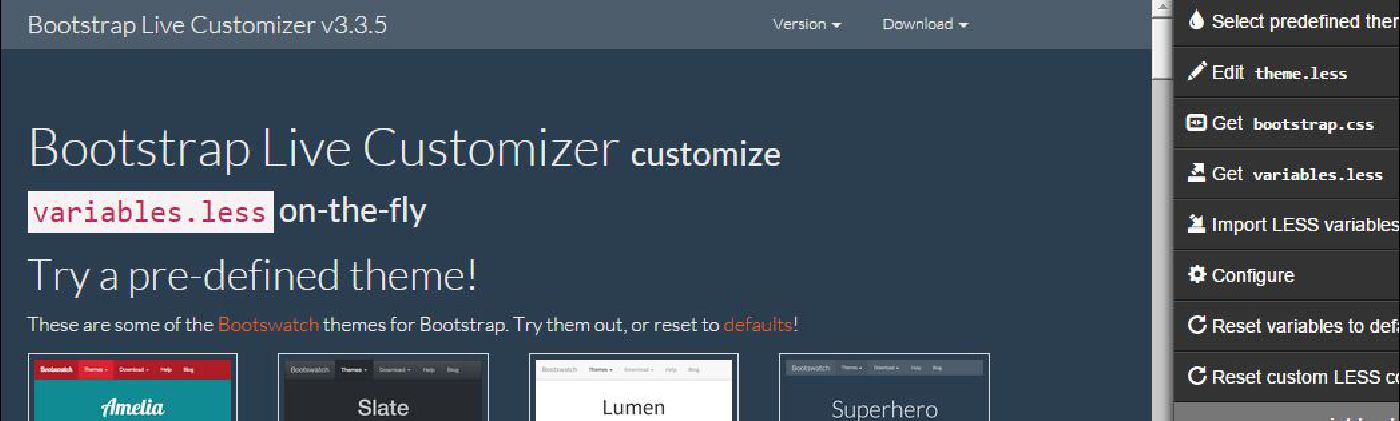 Bootstrap Live Customizer v3.3.5
Version
Download
Bootstrap Live Customizer customize
variables.less on-the-fly
Try a pre-defined theme!
These are some of the Bootswatch themes for Bootstrap. Try them out, or reset to defaults!
Bootswatch Themes Download Help Blog
Amelia
Bootswatch Themes Download Help Blog
Slate
Bootswatch Themes Download Help Blog
Lumen
Bootswatch Themes Download Help Blog
Superhero
Select predefined ther
Edit theme.less
Get bootstrap.css
Get variables.less
Import LESS variables
Configure
Reset variables to defa
Reset custom LESS co